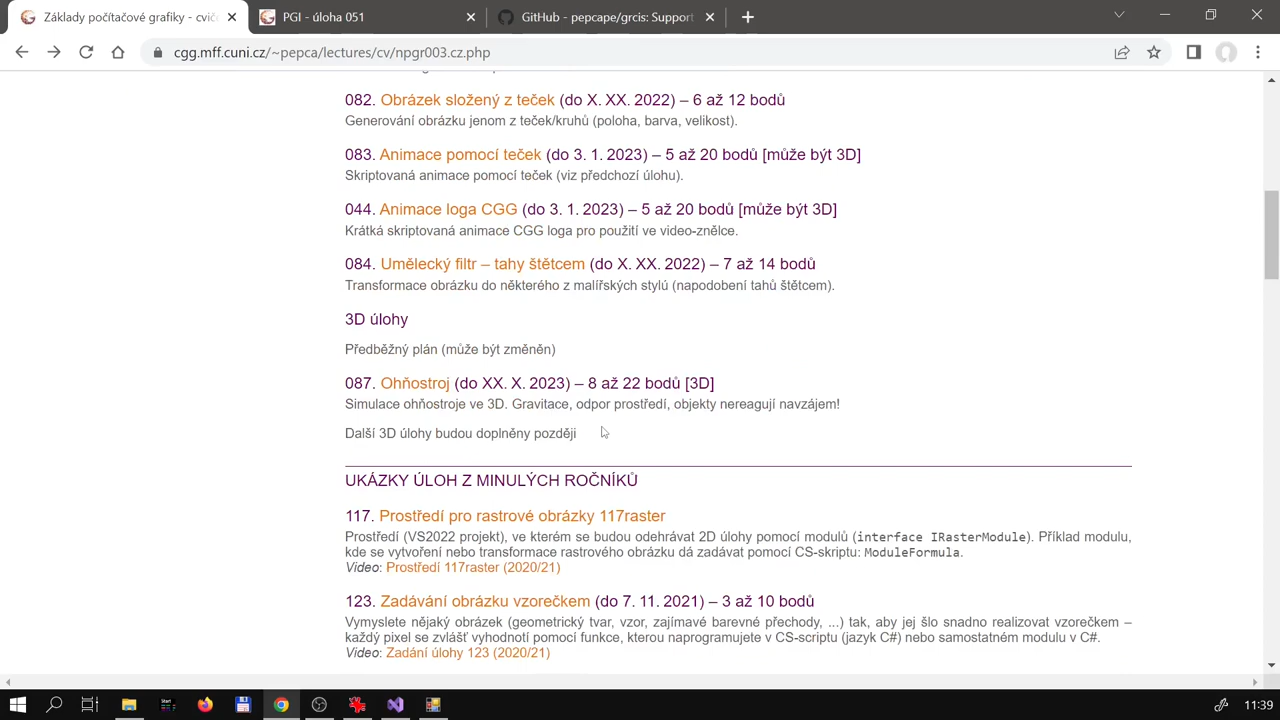 Základy počítačové grafiky - cvič
PGI - úloha 051
GitHub - pepcape/grcis: Support
cgg.mff.cuni.cz/~pepca/lectures/cv/npgr003.cz.php
082. Obrázek složený z teček (do X. XX. 2022) – 6 až 12 bodů
Generování obrázku jenom z teček/kruhů (poloha, barva, velikost).
083. Animace pomocí teček (do 3. 1. 2023) – 5 až 20 bodů [může být 3D]
Skriptovaná animace pomocí teček (viz předchozí úlohu).
044. Animace loga CGG (do 3. 1. 2023) – 5 až 20 bodů [může být 3D]
Krátká skriptovaná animace CGG loga pro použití ve video-znělce.
084. Umělecký filtr – tahy štětcem (do X. XX. 2022) – 7 až 14 bodů
Transformace obrázku do některého z malířských stylů (napodobení tahů štětcem).
3D úlohy
Předběžný plán (může být změněn)
087. Ohňostroj (do XX. X. 2023) – 8 až 22 bodů [3D]
Simulace ohňostroje ve 3D. Gravitace, odpor prostředí, objekty nereagují navzájem!
Další 3D úlohy budou doplněny později
UKÁZKY ÚLOH Z MINULÝCH ROČNÍKŮ
117. Prostředí pro rastrové obrázky 117raster
Prostředí (VS2022 projekt), ve kterém se budou odehrávat 2D úlohy pomocí modulů (interface IRasterModule). Příklad modulu,
kde se vytvoření nebo transformace rastrového obrázku dá zadávat pomocí CS-skriptu: ModuleFormula.
Video: Prostředí 117raster (2020/21)
123. Zadávání obrázku vzorečkem (do 7. 11. 2021) – 3 až 10 bodů
Vymyslete nějaký obrázek (geometrický tvar, vzor, zajímavé barevné přechody, ...) tak, aby jej šlo snadno realizovat vzorečkem –
každý pixel se zvlášť vyhodnotí pomocí funkce, kterou naprogramujete v CS-scriptu (jazyk C#) nebo samostatném modulu v C#.
Video: Zadání úlohy 123 (2020/21)
Start
11:39